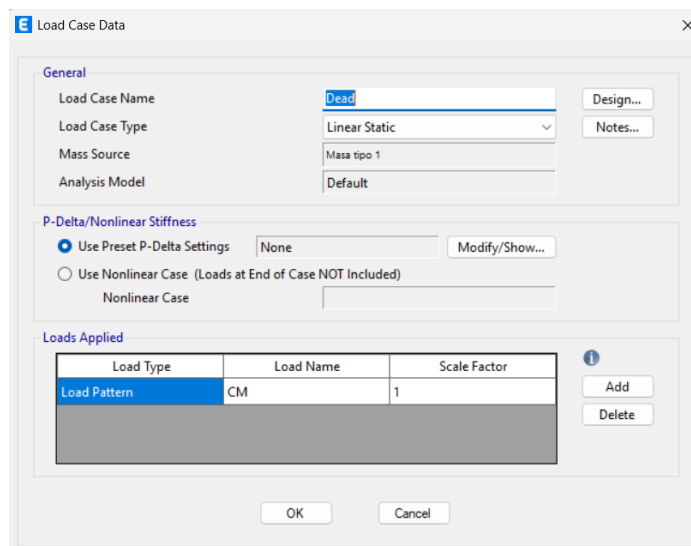 E Load Case Data
General
Load Case Name Dead Design...
Load Case Type Linear Static Notes...
Mass Source Masa tipo 1
Analysis Model Default
P-Delta/Nonlinear Stiffness
Use Preset P-Delta Settings None Modify/Show...
Use Nonlinear Case (Loads at End of Case NOT Included)
Nonlinear Case
Loads Applied
Load Type Load Name Scale Factor
Load Pattern CM 1
Add
Delete
OK Cancel